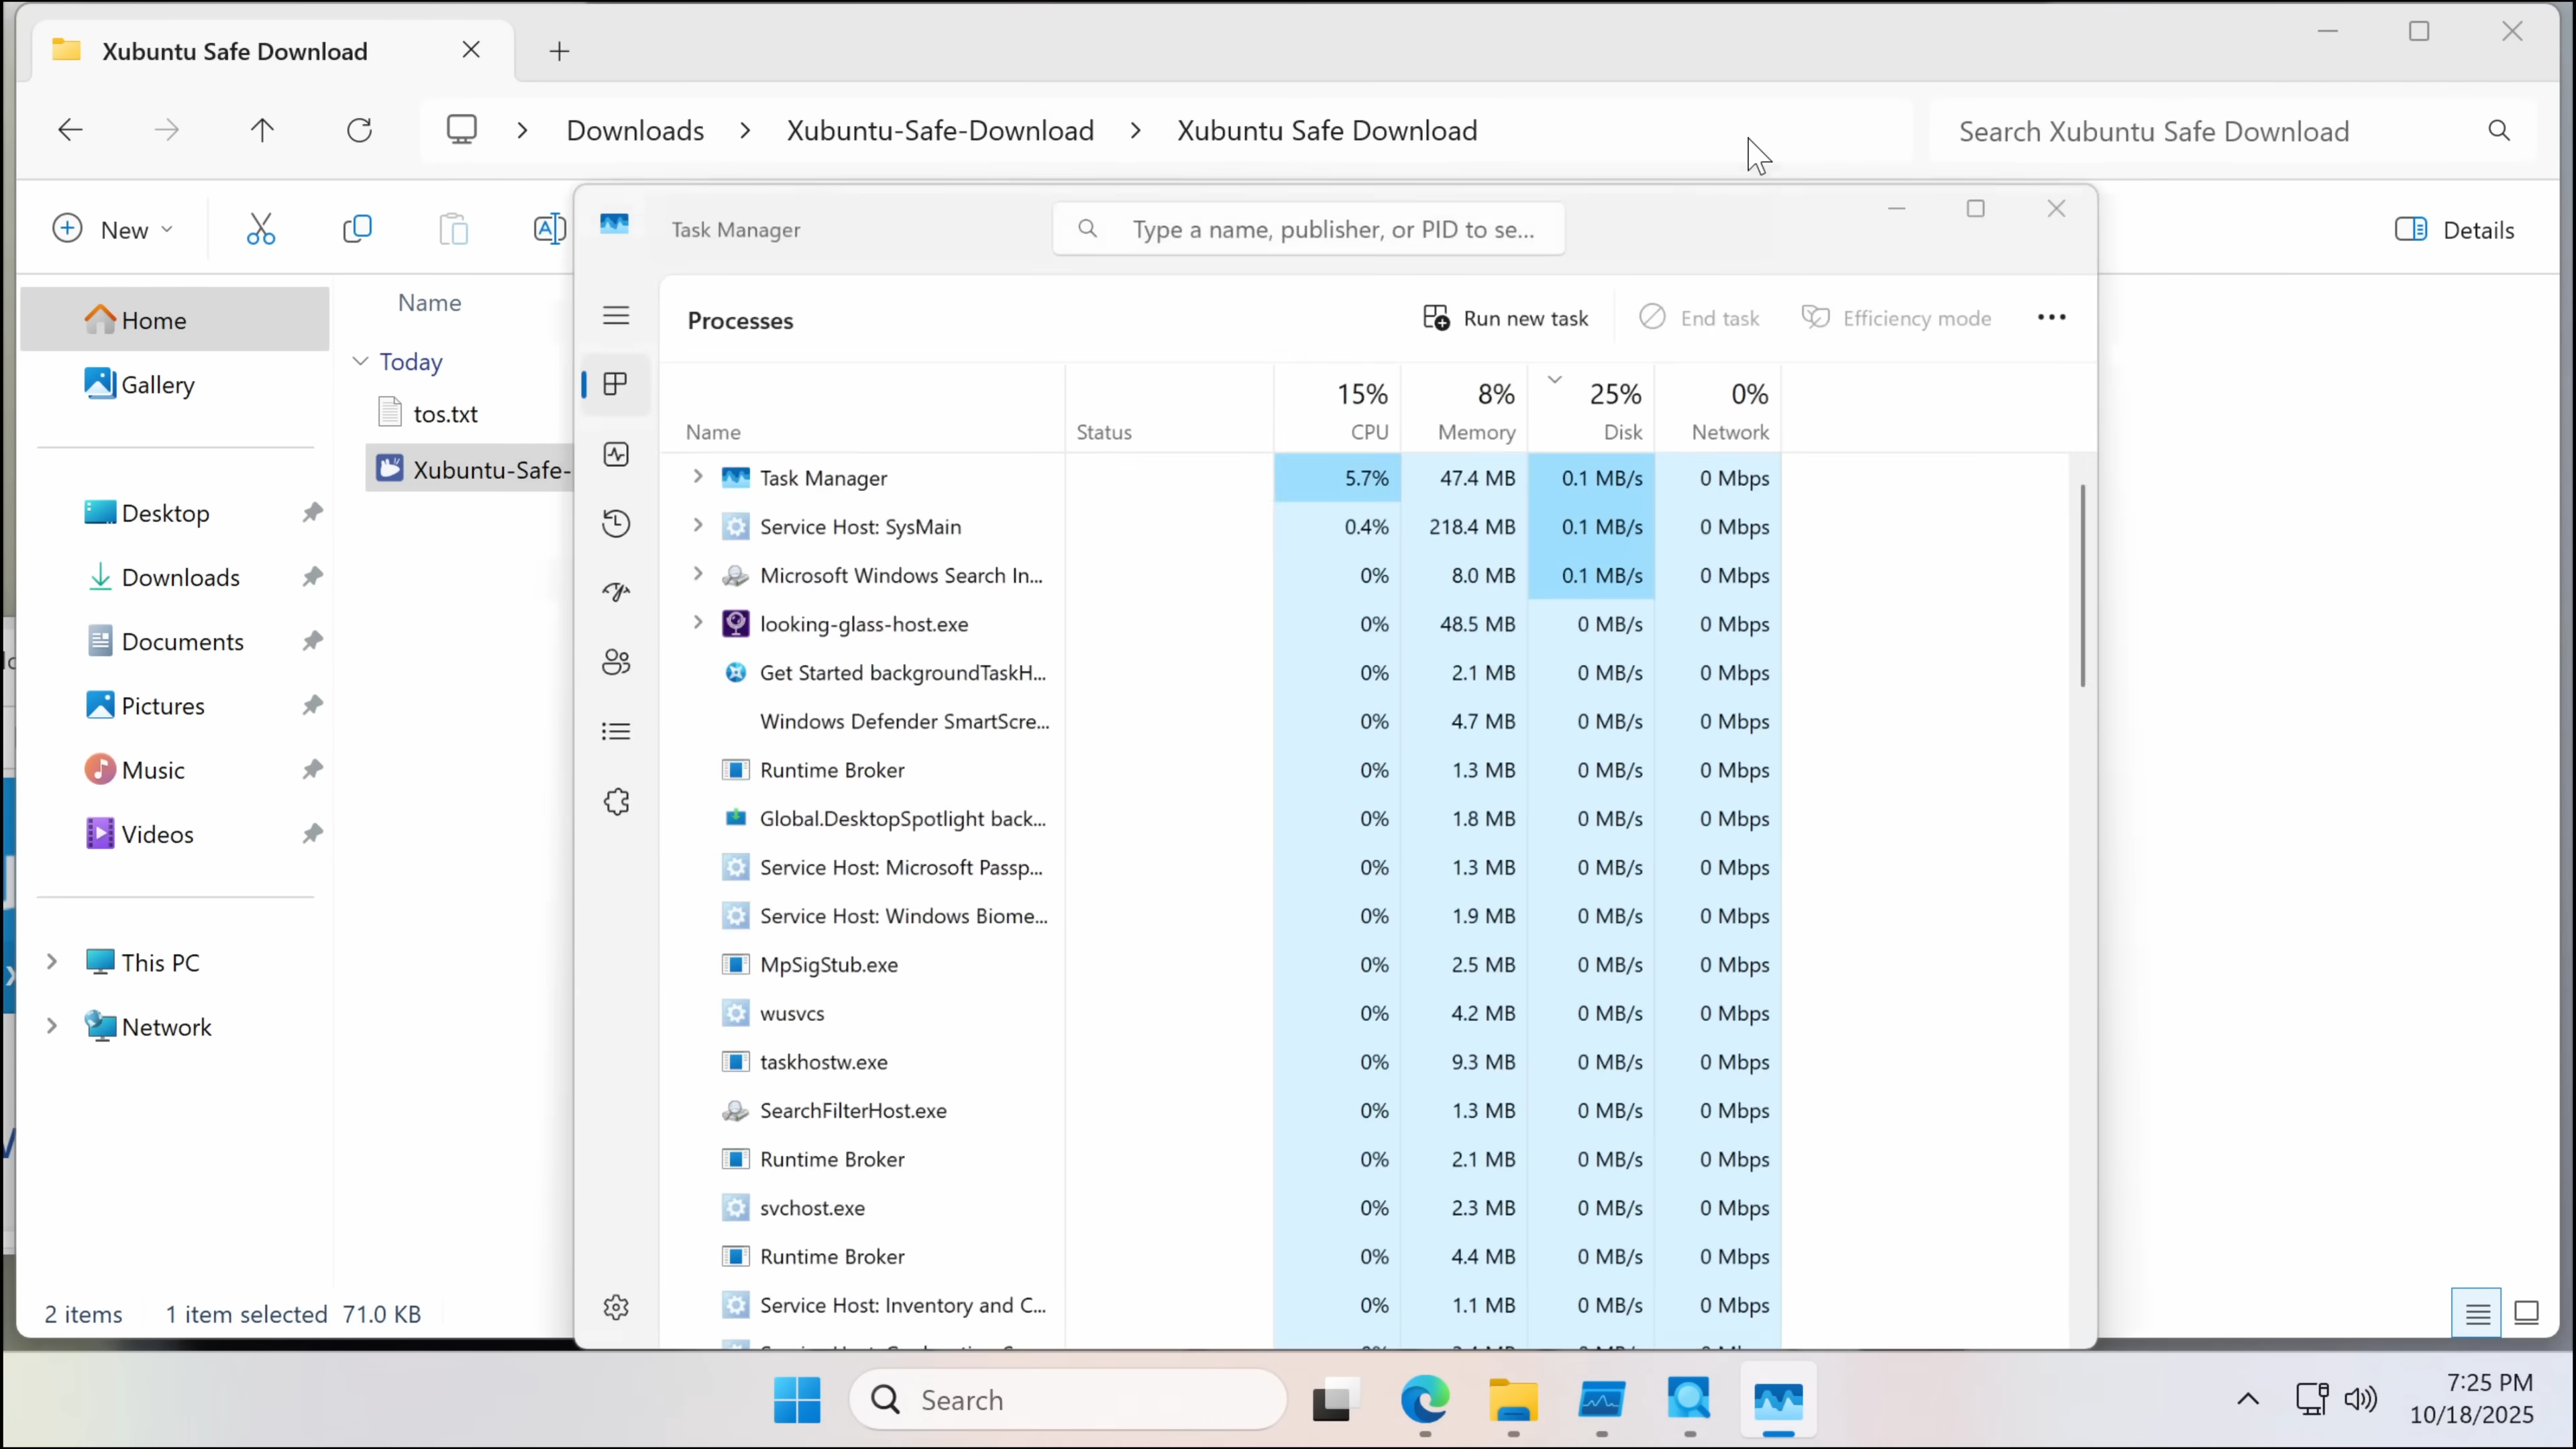 Xubuntu Safe Download
Downloads
Xubuntu-Safe-Download
Xubuntu Safe Download
Search Xubuntu Safe Download
New
Details
Home
Gallery
Desktop
Downloads
Documents
Pictures
Music
Videos
This PC
Network
Name
Today
tos.txt
Xubuntu-Safe-
2 items 1 item selected 71.0 KB
Task Manager
Type a name, publisher, or PID to se...
Processes
Run new task
End task
Efficiency mode
15% 8% 25% 0%
Name Status CPU Memory Disk Network
Task Manager 5.7% 47.4 MB 0.1 MB/s 0 Mbps
Service Host: SysMain 0.4% 218.4 MB 0.1 MB/s 0 Mbps
Microsoft Windows Search In... 0% 8.0 MB 0.1 MB/s 0 Mbps
looking-glass-host.exe 0% 48.5 MB 0 MB/s 0 Mbps
Get Started backgroundTaskH... 0% 2.1 MB 0 MB/s 0 Mbps
Windows Defender SmartScre... 0% 4.7 MB 0 MB/s 0 Mbps
Runtime Broker 0% 1.3 MB 0 MB/s 0 Mbps
Global.DesktopSpotlight back... 0% 1.8 MB 0 MB/s 0 Mbps
Service Host: Microsoft Passp... 0% 1.3 MB 0 MB/s 0 Mbps
Service Host: Windows Biome... 0% 1.9 MB 0 MB/s 0 Mbps
MpSigStub.exe 0% 2.5 MB 0 MB/s 0 Mbps
wusvcs 0% 4.2 MB 0 MB/s 0 Mbps
taskhostw.exe 0% 9.3 MB 0 MB/s 0 Mbps
SearchFilterHost.exe 0% 1.3 MB 0 MB/s 0 Mbps
Runtime Broker 0% 2.1 MB 0 MB/s 0 Mbps
svchost.exe 0% 2.3 MB 0 MB/s 0 Mbps
Runtime Broker 0% 4.4 MB 0 MB/s 0 Mbps
Service Host: Inventory and C... 0% 1.1 MB 0 MB/s 0 Mbps
Search
7:25 PM
10/18/2025